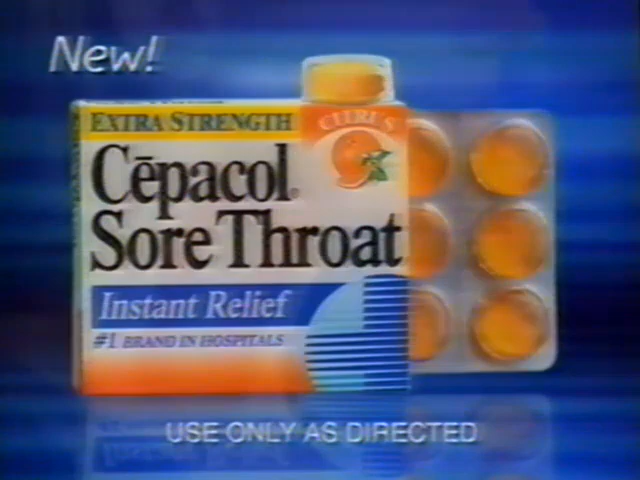 New!
EXTRA STRENGTH
CITRUS
Cēpacol®
Sore Throat
Instant Relief
#1 BRAND IN HOSPITALS
USE ONLY AS DIRECTED